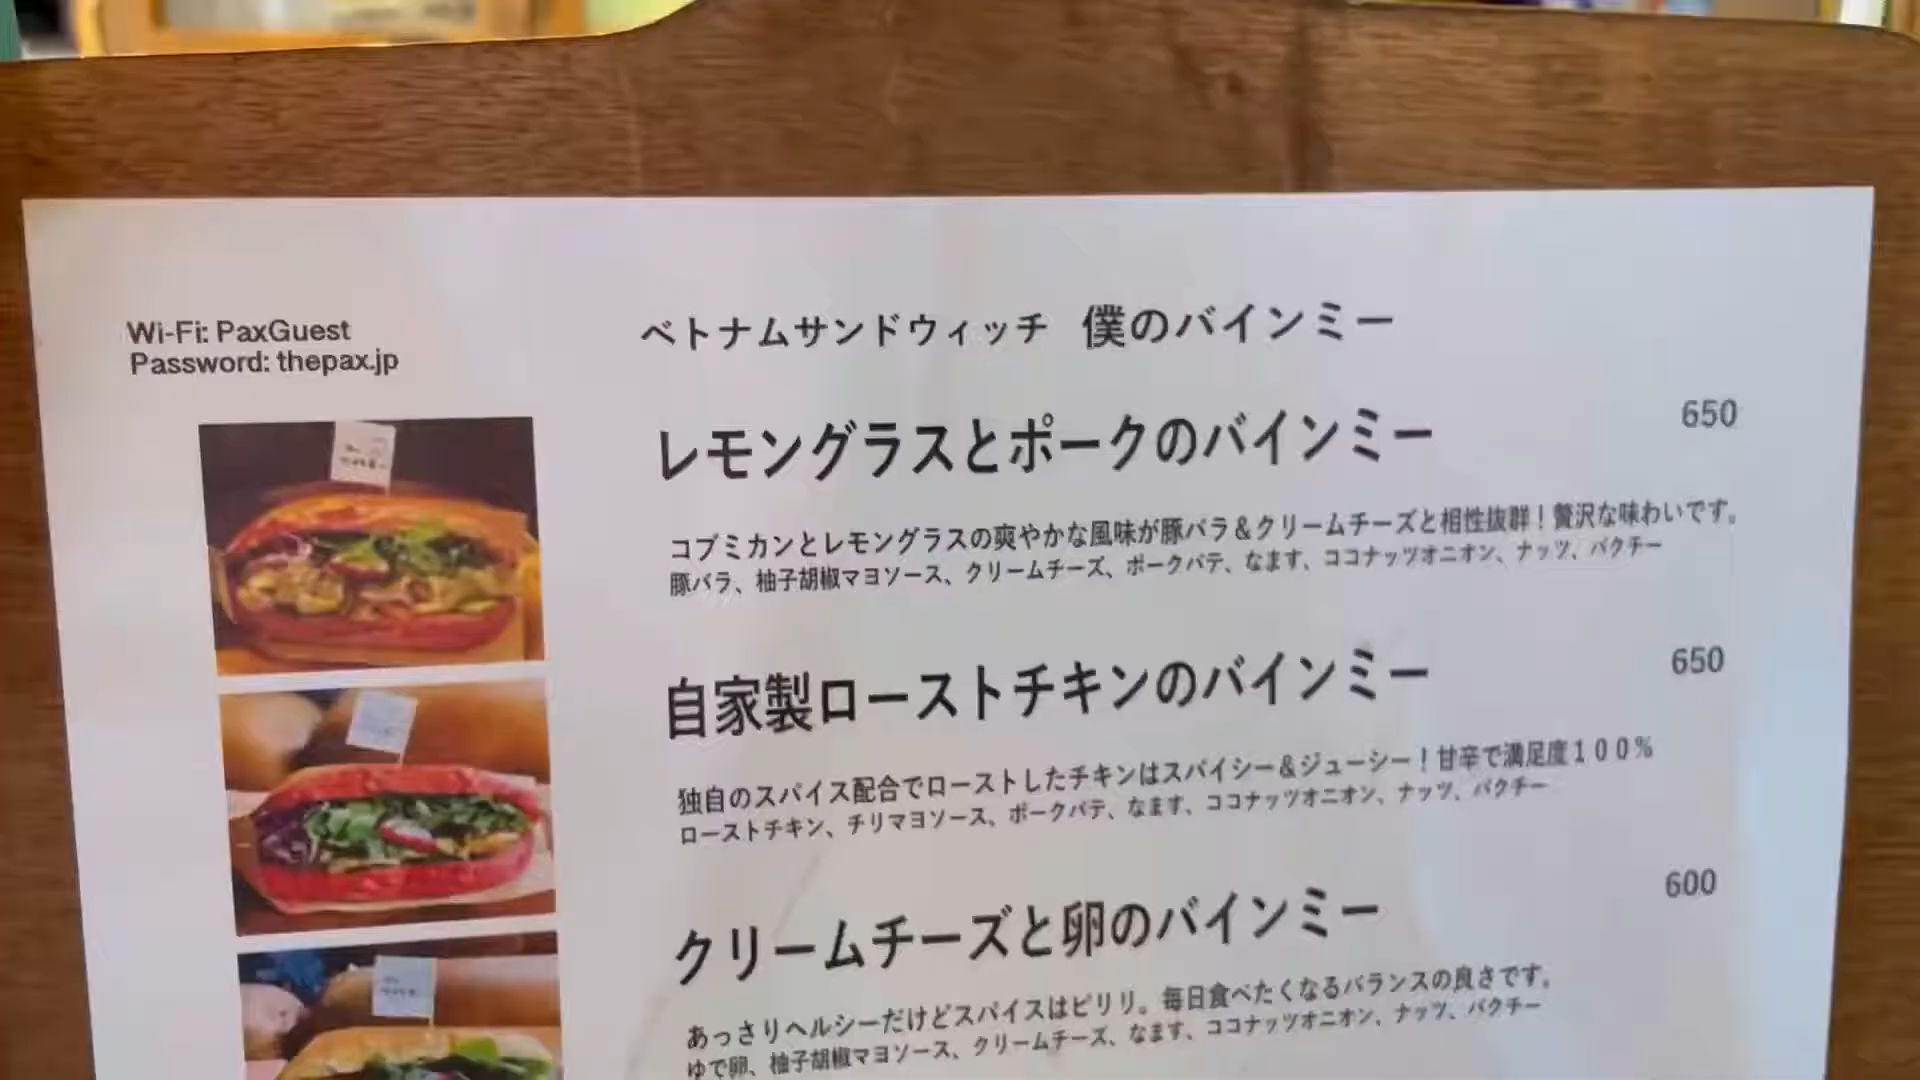 Wi-Fi: PaxGuest
Password: thepax.jp
ベトナムサンドウィッチ 僕のバインミー
レモングラスとポークのバインミー 650
コブミカンとレモングラスの爽やかな風味が豚バラ＆クリームチーズと相性抜群！贅沢な味わいです。
豚バラ、柚子胡椒マヨソース、クリームチーズ、ポークパテ、なます、ココナッツオニオン、ナッツ、パクチー
自家製ローストチキンのバインミー 650
独自のスパイス配合でローストしたチキンはスパイシー＆ジューシー！甘辛で満足度１００％
ローストチキン、チリマヨソース、ポークパテ、なます、ココナッツオニオン、ナッツ、パクチー
クリームチーズと卵のバインミー 600
あっさりヘルシーだけどスパイスはピリリ。毎日食べたくなるバランスの良さです。
ゆで卵、柚子胡椒マヨソース、クリームチーズ、なます、ココナッツオニオン、ナッツ、パクチー